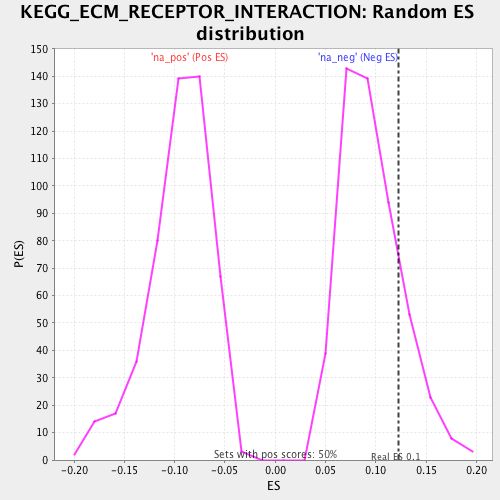 KEGG_ECM_RECEPTOR_INTERACTION: Random ES
distribution
'na_pos' (Pos ES)
'na_neg' (Neg ES)
150
140
130
120
110
100
90
80
70
60
50
40
30
20
10
0
P(ES)
Sets with pos scores: 50%
Real ES 0.1
-0.20 -0.15 -0.10 -0.05 0.00 0.05 0.10 0.15 0.20
ES